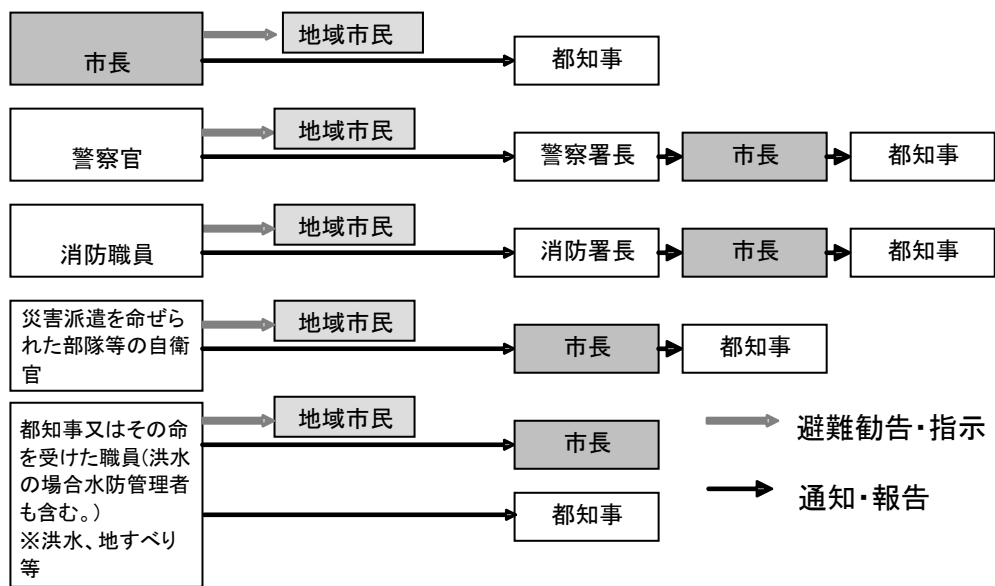 地域市民
市長
都知事
地域市民
警察官
警察署長
市長
都知事
地域市民
消防職員
消防署長
市長
都知事
災害派遣を命ぜら
れた部隊等の自衛
官
地域市民
市長
都知事
都知事又はその命
を受けた職員(洪水
の場合水防管理者
も含む。)
※洪水、地すべり
等
地域市民
市長
都知事
避難勧告・指示
通知・報告